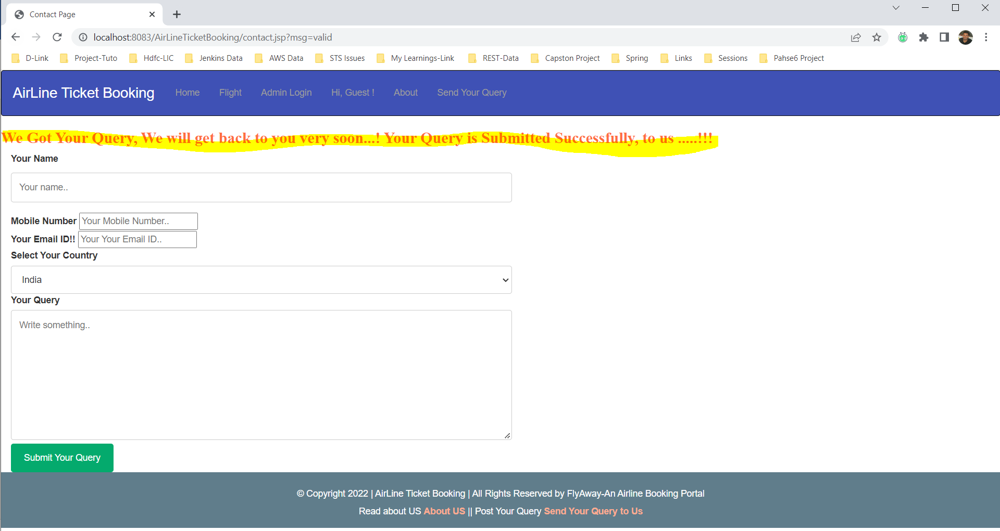 Contact Page
localhost:8083/AirLineTicketBooking/contact.jsp?msg=valid
D-Link Project-Tuto Hdfc-LIC Jenkins Data AWS Data STS Issues My Learnings-Link REST-Data Capston Project Spring Links Sessions Pahse6 Project
AirLine Ticket Booking Home Flight Admin Login Hi, Guest ! About Send Your Query
We Got Your Query, We will get back to you very soon...! Your Query is Submitted Successfully, to us .....!!!
Your Name
Your name..
Mobile Number Your Mobile Number..
Your Email ID!! Your Your Email ID..
Select Your Country
India
Your Query
Write something..
Submit Your Query
© Copyright 2022 | AirLine Ticket Booking | All Rights Reserved by FlyAway-An Airline Booking Portal
Read about US About US || Post Your Query Send Your Query to Us